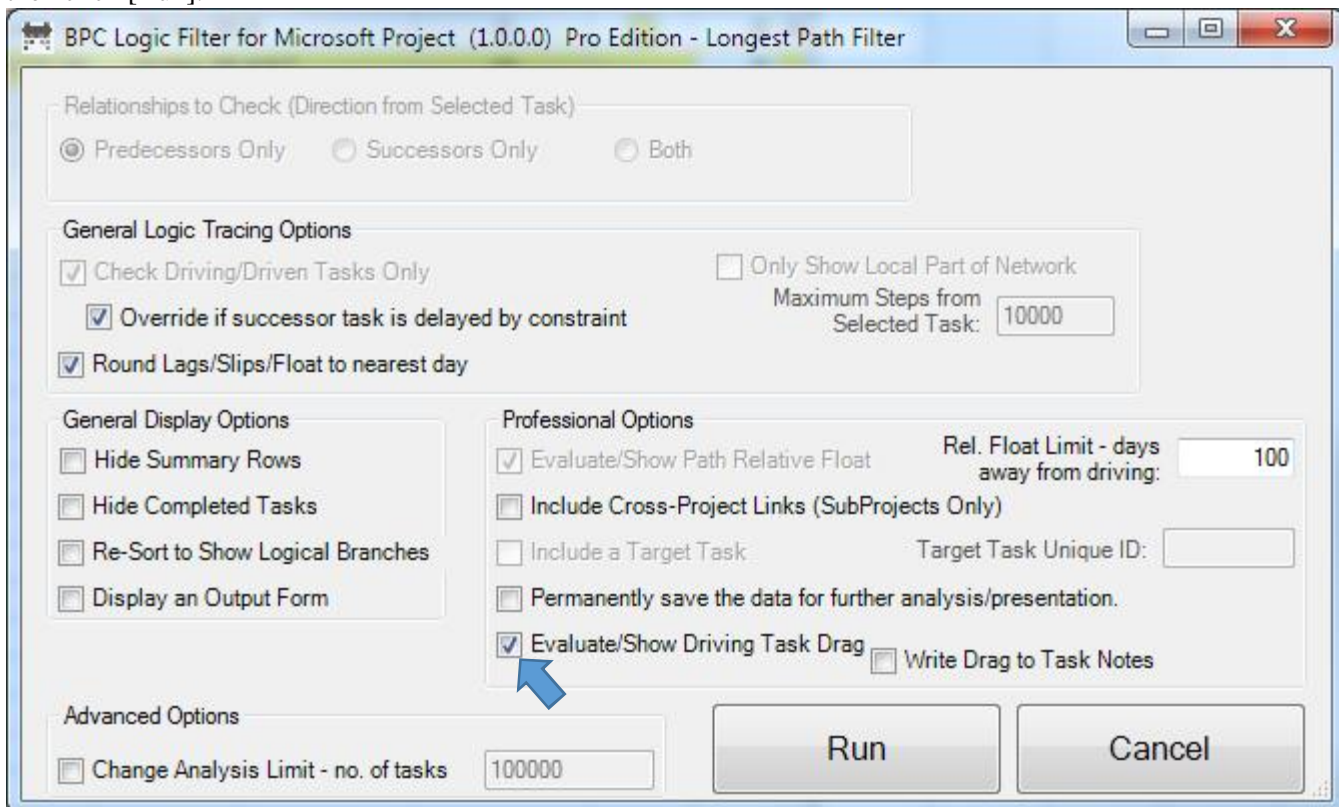 BPC Logic Filter for Microsoft Project (1.0.0.0) Pro Edition - Longest Path Filter
Relationships to Check (Direction from Selected Task)
Predecessors Only Successors Only Both
General Logic Tracing Options
Check Driving/Driven Tasks Only
Only Show Local Part of Network
Override if successor task is delayed by constraint
Maximum Steps from
Selected Task: 10000
Round Lags/Slips/Float to nearest day
General Display Options
Hide Summary Rows
Hide Completed Tasks
Re-Sort to Show Logical Branches
Display an Output Form
Professional Options
Evaluate/Show Path Relative Float
Rel. Float Limit - days
away from driving: 100
Include Cross-Project Links (SubProjects Only)
Include a Target Task Target Task Unique ID:
Permanently save the data for further analysis/presentation.
Evaluate/Show Driving Task Drag Write Drag to Task Notes
Advanced Options
Change Analysis Limit - no. of tasks 100000
Run Cancel